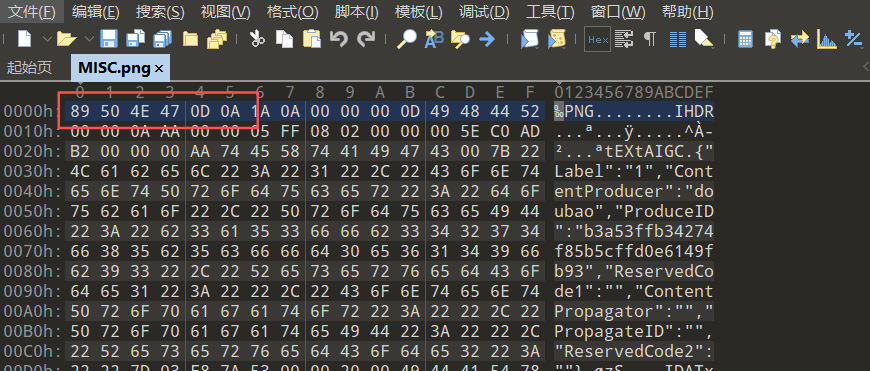 文件(F) 编辑(E) 搜索(S) 视图(V) 格式(O) 脚本(I) 模板(L) 调试(D) 工具(T) 窗口(W) 帮助(H)
Hex
起始页 MISC.png ×
0 1 2 3 4 5 6 7 8 9 A B C D E F 0123456789ABCDEF
0000h: 89 50 4E 47 0D 0A 1A 0A 00 00 00 0D 49 48 44 52 ‰PNG........IHDR
0010h: 00 00 0A AA 00 00 05 FF 08 02 00 00 00 5E C0 AD ...ª...ÿ.....^À-
0020h: B2 00 00 00 AA 74 45 58 74 41 49 47 43 00 7B 22 ²...ªtEXtAIGC.{"
0030h: 4C 61 62 65 6C 22 3A 22 31 22 2C 22 43 6F 6E 74 Label":"1","Cont
0040h: 65 6E 74 50 72 6F 64 75 63 65 72 22 3A 22 64 6F entProducer":"do
0050h: 75 62 61 6F 22 2C 22 50 72 6F 64 75 63 65 49 44 ubao","ProduceID
0060h: 22 3A 22 62 33 61 35 33 66 66 62 33 34 32 37 34 ":"b3a53ffb34274
0070h: 66 38 35 62 35 63 66 66 64 30 65 36 31 34 39 66 f85b5cffd0e6149f
0080h: 62 39 33 22 2C 22 52 65 73 65 72 76 65 64 43 6F b93","ReservedCo
0090h: 64 65 31 22 3A 22 22 2C 22 43 6F 6E 74 65 6E 74 de1":"","Content
00A0h: 50 72 6F 70 61 67 61 74 6F 72 22 3A 22 22 2C 22 Propagator":"","
00B0h: 50 72 6F 70 61 67 61 74 65 49 44 22 3A 22 22 2C PropagateID":"",
00C0h: 22 52 65 73 65 72 76 65 64 43 6F 64 65 32 22 3A "ReservedCode2":